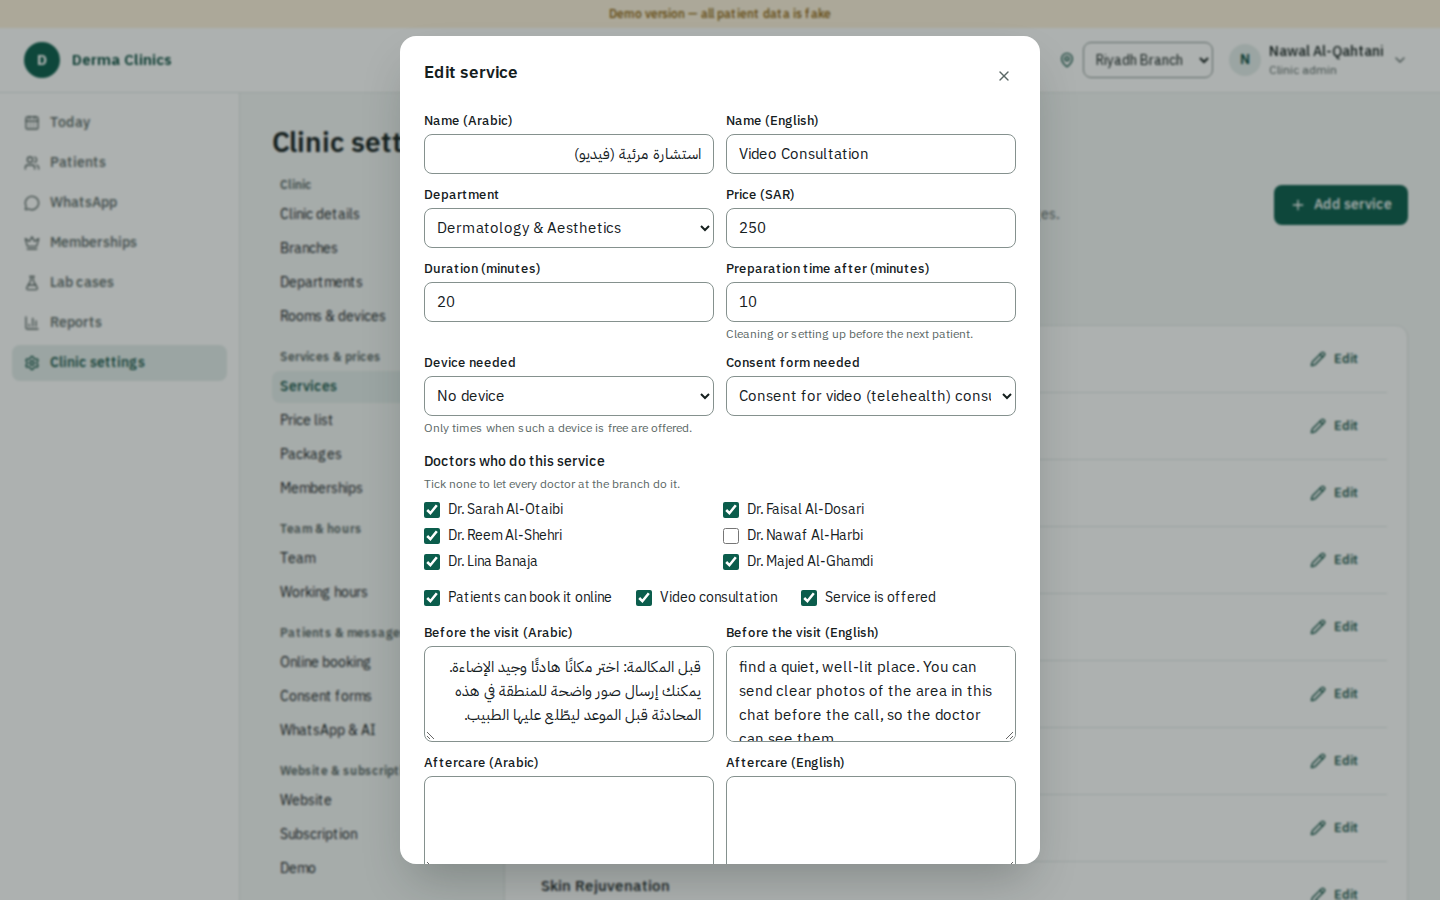 Demo version — all patient data is fake
D
Derma Clinics
Riyadh Branch
N
Nawal Al-Qahtani
Clinic admin
Today
Patients
WhatsApp
Memberships
Lab cases
Reports
Clinic settings
Clinic sett
Clinic
Clinic details
Branches
Departments
Rooms & devices
Services & prices
Services
Price list
Packages
Memberships
Team & hours
Team
Working hours
Patients & message
Online booking
Consent forms
WhatsApp & AI
Website & subscript
Website
Subscription
Demo
es.
Add service
Edit service
Name (Arabic)
Name (English)
استشارة مرئية (فيديو)
Video Consultation
Department
Price (SAR)
Dermatology & Aesthetics
250
Duration (minutes)
Preparation time after (minutes)
20
10
Cleaning or setting up before the next patient.
Device needed
Consent form needed
No device
Consent for video (telehealth) consu
Only times when such a device is free are offered.
Doctors who do this service
Tick none to let every doctor at the branch do it.
Dr. Sarah Al-Otaibi
Dr. Faisal Al-Dosari
Dr. Reem Al-Shehri
Dr. Nawaf Al-Harbi
Dr. Lina Banaja
Dr. Majed Al-Ghamdi
Patients can book it online
Video consultation
Service is offered
Before the visit (Arabic)
Before the visit (English)
قبل المكالمة: اختر مكانًا هادئًا وجيد الإضاءة.
يمكنك إرسال صور واضحة للمنطقة في هذه
المحادثة قبل الموعد ليطّلع عليها الطبيب.
find a quiet, well-lit place. You can
send clear photos of the area in this
chat before the call, so the doctor
can see them
Aftercare (Arabic)
Aftercare (English)
Edit
Edit
Edit
Edit
Edit
Edit
Edit
Edit
Skin Rejuvenation
Edit